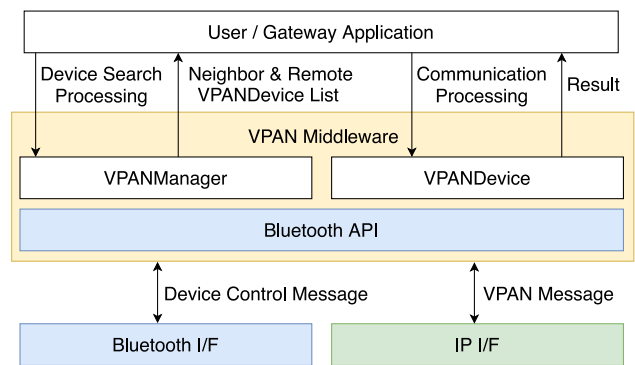 User / Gateway Application
Device Search
Processing
Neighbor & Remote
VPANDevice List
Communication
Processing
Result
VPAN Middleware
VPANManager
VPANDevice
Bluetooth API
Device Control Message
VPAN Message
Bluetooth I/F
IP I/F